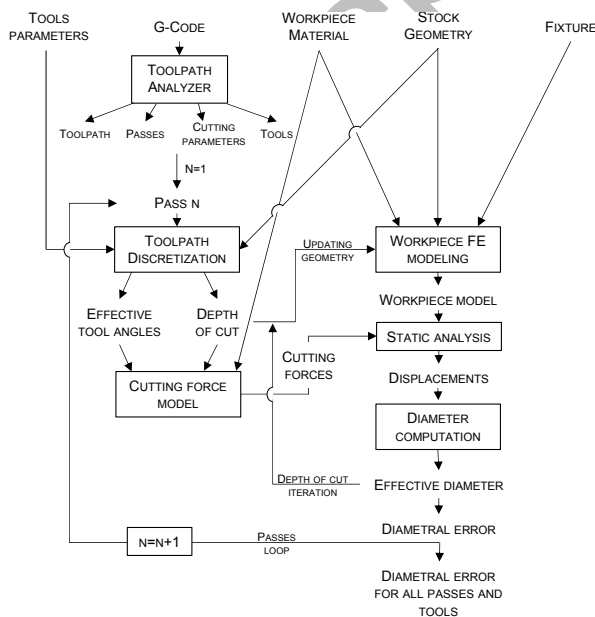 TOOLS
PARAMETERS
G-CODE
WORKPIECE
MATERIAL
STOCK
GEOMETRY
FIXTURE
TOOLPATH
ANALYZER
TOOLPATH
PASSES
CUTTING
PARAMETERS
TOOLS
N=1
PASS N
TOOLPATH
DISCRETIZATION
UPDATING
GEOMETRY
WORKPIECE FE
MODELING
EFFECTIVE
TOOL ANGLES
DEPTH
OF CUT
WORKPIECE MODEL
STATIC ANALYSIS
CUTTING
FORCES
CUTTING FORCE
MODEL
DISPLACEMENTS
DIAMETER
COMPUTATION
DEPTH OF CUT
ITERATION
EFFECTIVE DIAMETER
DIAMETRAL ERROR
N=N+1
PASSES
LOOP
DIAMETRAL ERROR
FOR ALL PASSES AND
TOOLS